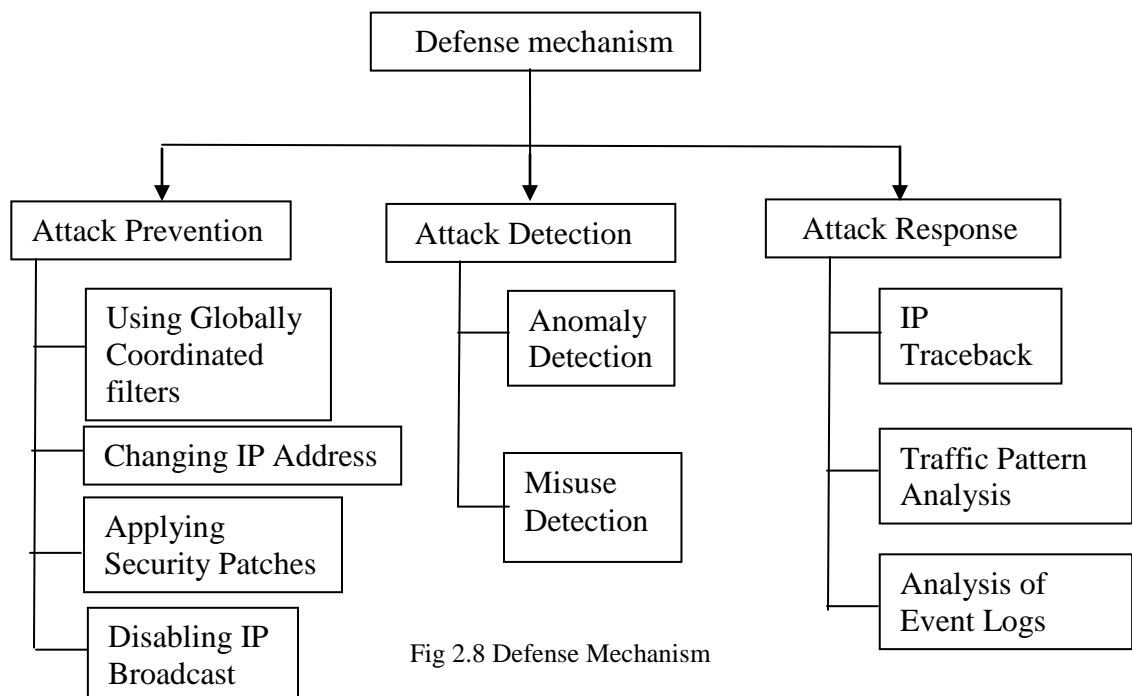 Defense mechanism
Attack Prevention
Using Globally
Coordinated
filters
Changing IP Address
Applying
Security Patches
Disabling IP
Broadcast
Attack Detection
Anomaly
Detection
Misuse
Detection
Attack Response
IP
Traceback
Traffic Pattern
Analysis
Analysis of
Event Logs
Fig 2.8 Defense Mechanism